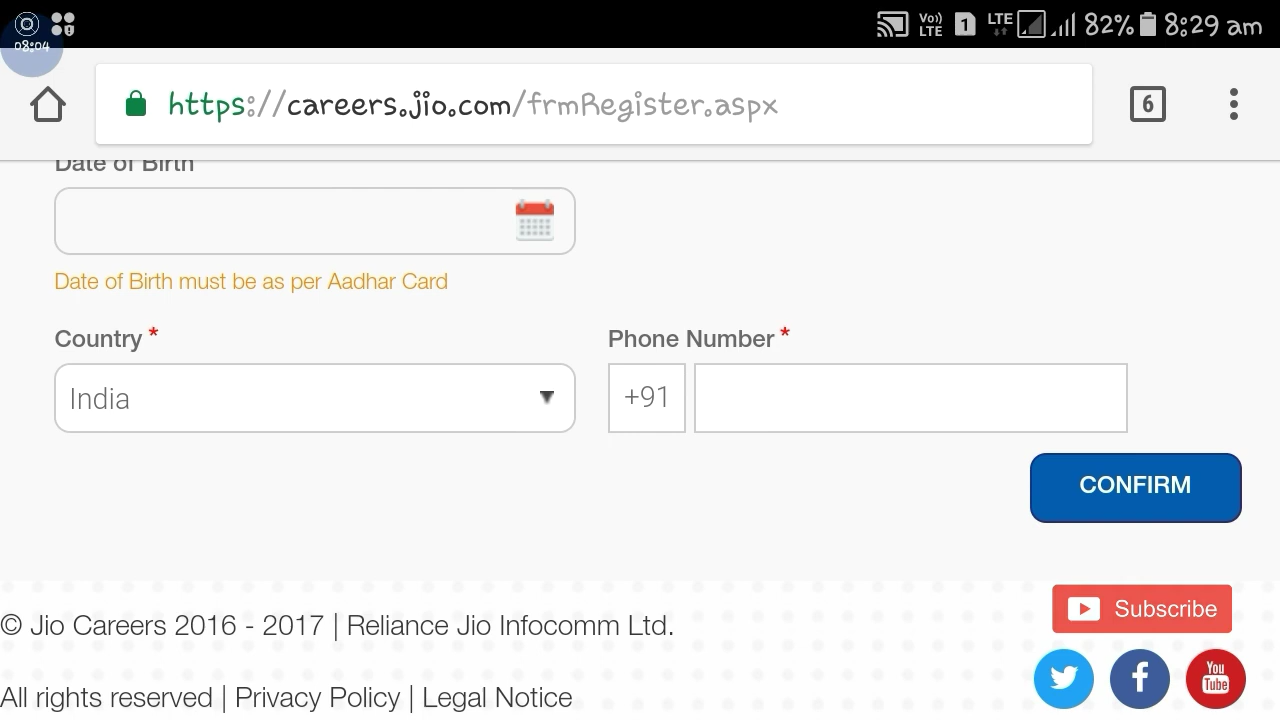 08:04
Vo)) LTE 1 LTE 82% 8:29 am
https://careers.jio.com/frmRegister.aspx
6
Date of Birth
Date of Birth must be as per Aadhar Card
Country * Phone Number *
India +91
CONFIRM
© Jio Careers 2016 - 2017 | Reliance Jio Infocomm Ltd.
Subscribe
All rights reserved | Privacy Policy | Legal Notice
You
Tube